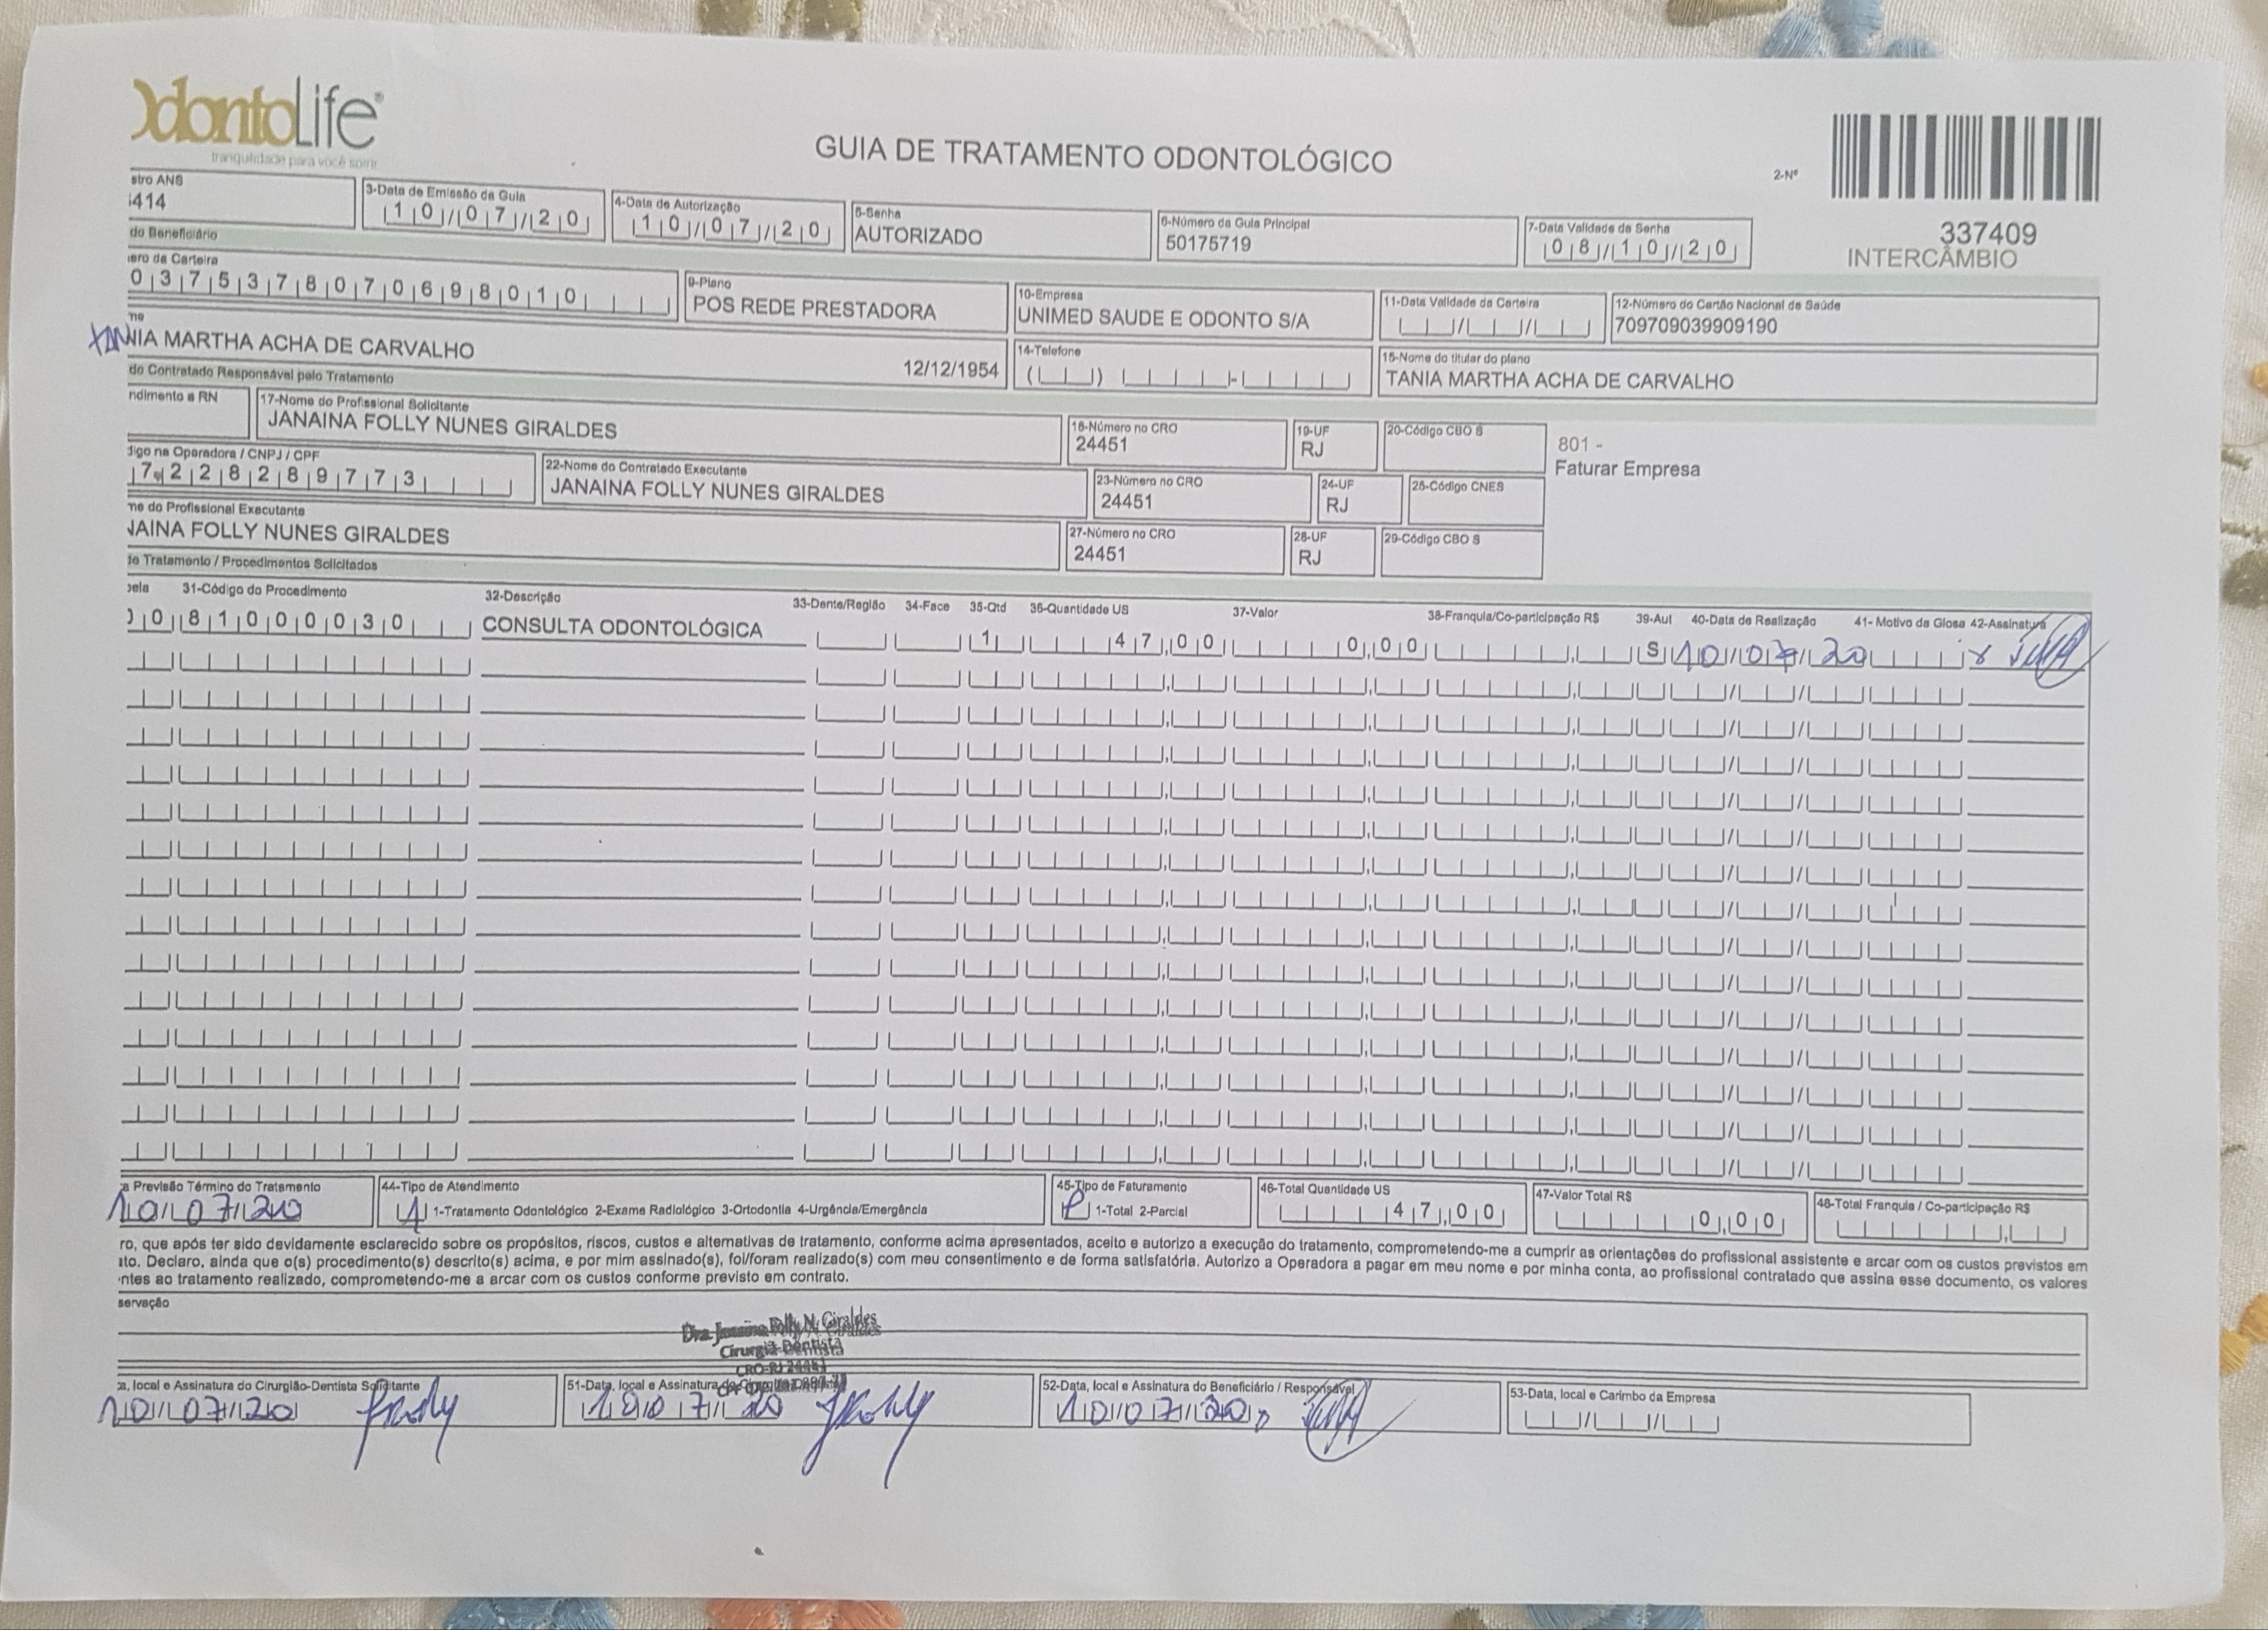 OdontoLife®
tranquilidade para você sorrir
GUIA DE TRATAMENTO ODONTOLÓGICO
2-Nº
337409
INTERCÂMBIO
stro ANS
414
3-Data de Emissão da Guia
10/07/20
4-Data de Autorização
10/07/20
5-Senha
AUTORIZADO
6-Número da Guia Principal
50175719
7-Data Validade da Senha
08/10/20
do Beneficiário
ero da Carteira
0375378070698010
9-Plano
POS REDE PRESTADORA
10-Empresa
UNIMED SAUDE E ODONTO S/A
11-Data Validade da Carteira
12-Número do Cartão Nacional de Saúde
709709039909190
me
NIA MARTHA ACHA DE CARVALHO
12/12/1954
14-Telefone
15-Nome do titular do plano
TANIA MARTHA ACHA DE CARVALHO
do Contratado Responsável pelo Tratamento
ndimento a RN
17-Nome do Profissional Solicitante
JANAINA FOLLY NUNES GIRALDES
18-Número no CRO
24451
19-UF
RJ
20-Código CBO S
801 -
Faturar Empresa
digo na Operadora / CNPJ / CPF
7228289773
22-Nome do Contratado Executante
JANAINA FOLLY NUNES GIRALDES
23-Número no CRO
24451
24-UF
RJ
25-Código CNES
me do Profissional Executante
NAINA FOLLY NUNES GIRALDES
27-Número no CRO
24451
28-UF
RJ
29-Código CBO S
de Tratamento / Procedimentos Solicitados
bela 31-Código do Procedimento 32-Descrição 33-Dente/Região 34-Face 35-Qtd 36-Quantidade US 37-Valor 38-Franquia/Co-participação R$ 39-Aut 40-Data de Realização 41- Motivo da Glosa 42-Assinatura
0 81000030 CONSULTA ODONTOLÓGICA 1 47,00 0,00 S 10/07/20
a Previsão Término do Tratamento
10/07/20
44-Tipo de Atendimento
1-Tratamento Odontológico 2-Exame Radiológico 3-Ortodontia 4-Urgência/Emergência
45-Tipo de Faturamento
1-Total 2-Parcial
46-Total Quantidade US
47,00
47-Valor Total R$
0,00
48-Total Franquia / Co-participação R$
ro, que após ter sido devidamente esclarecido sobre os propósitos, riscos, custos e alternativas de tratamento, conforme acima apresentados, aceito e autorizo a execução do tratamento, comprometendo-me a cumprir as orientações do profissional assistente e arcar com os custos previstos em
ato. Declaro, ainda que o(s) procedimento(s) descrito(s) acima, e por mim assinado(s), foi/foram realizado(s) com meu consentimento e de forma satisfatória. Autorizo a Operadora a pagar em meu nome e por minha conta, ao profissional contratado que assina esse documento, os valores
entes ao tratamento realizado, comprometendo-me a arcar com os custos conforme previsto em contrato.
servação
Dra. Janaina Folly N. Giraldes
Cirurgiã-Dentista
CRO-RJ 24451
a, local e Assinatura do Cirurgião-Dentista Solicitante
10/07/20
51-Data, local e Assinatura do
10/07/20
52-Data, local e Assinatura do Beneficiário / Responsável
10/07/20
53-Data, local e Carimbo da Empresa